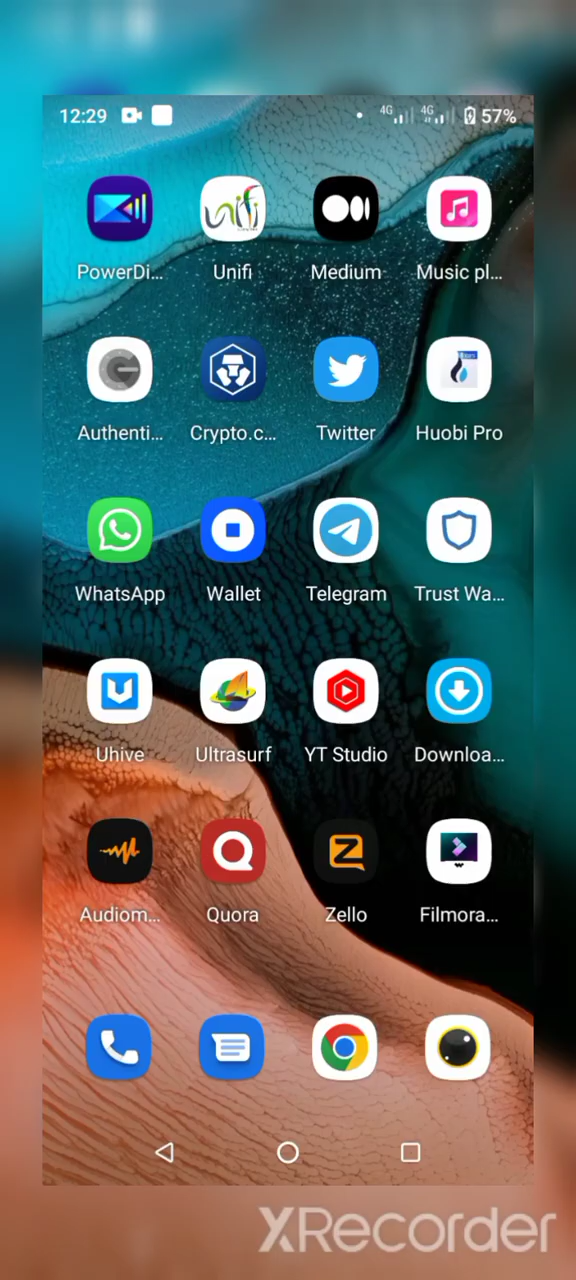 12:29
4G 4G 57%
PowerDi... Unifi Medium Music pl...
Authenti... Crypto.c... Twitter Huobi Pro
WhatsApp Wallet Telegram Trust Wa...
Uhive Ultrasurf YT Studio Downloa...
Audiom... Quora Zello Filmora...
XRecorder